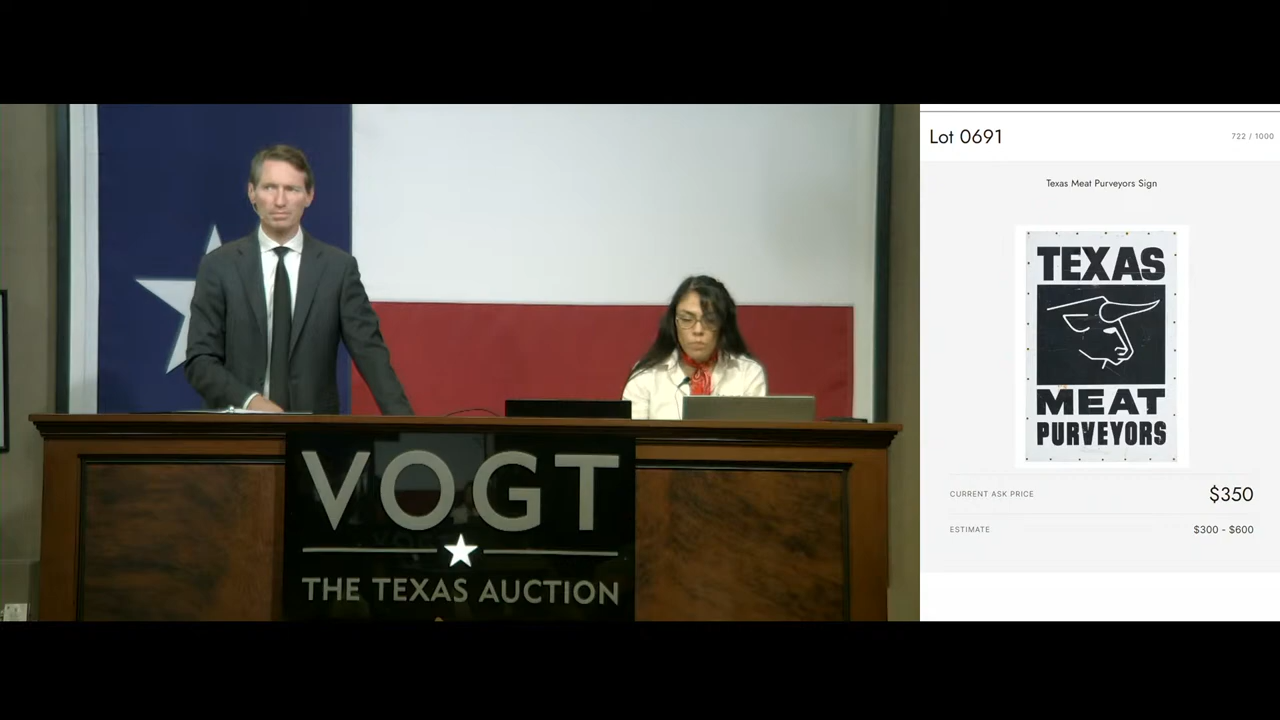 VOGT
THE TEXAS AUCTION
Lot 0691
722 / 1000
Texas Meat Purveyors Sign
TEXAS
MEAT
PURVEYORS
CURRENT ASK PRICE
$350
ESTIMATE
$300 - $600